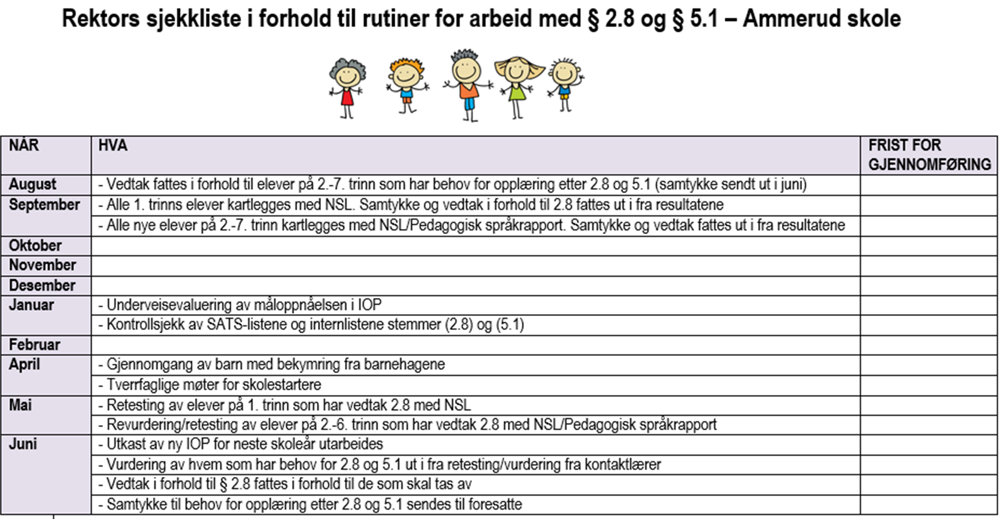 Rektors sjekkliste i forhold til rutiner for arbeid med § 2.8 og § 5.1 – Ammerud skole
NÅR HVA FRIST FOR GJENNOMFØRING
August - Vedtak fattes i forhold til elever på 2.-7. trinn som har behov for opplæring etter 2.8 og 5.1 (samtykke sendt ut i juni)
September - Alle 1. trinns elever kartlegges med NSL. Samtykke og vedtak i forhold til 2.8 fattes ut i fra resultatene
- Alle nye elever på 2.-7. trinn kartlegges med NSL/Pedagogisk språkrapport. Samtykke og vedtak fattes ut i fra resultatene
Oktober
November
Desember
Januar - Underveisevaluering av måloppnåelsen i IOP
- Kontrollsjekk av SATS-listene og internlistene stemmer (2.8) og (5.1)
Februar
April - Gjennomgang av barn med bekymring fra barnehagene
- Tverrfaglige møter for skolestartere
Mai - Retesting av elever på 1. trinn som har vedtak 2.8 med NSL
- Revurdering/retesting av elever på 2.-6. trinn som har vedtak 2.8 med NSL/Pedagogisk språkrapport
Juni - Utkast av ny IOP for neste skoleår utarbeides
- Vurdering av hvem som har behov for 2.8 og 5.1 ut i fra retesting/vurdering fra kontaktlærer
- Vedtak i forhold til § 2.8 fattes i forhold til de som skal tas av
- Samtykke til behov for opplæring etter 2.8 og 5.1 sendes til foresatte